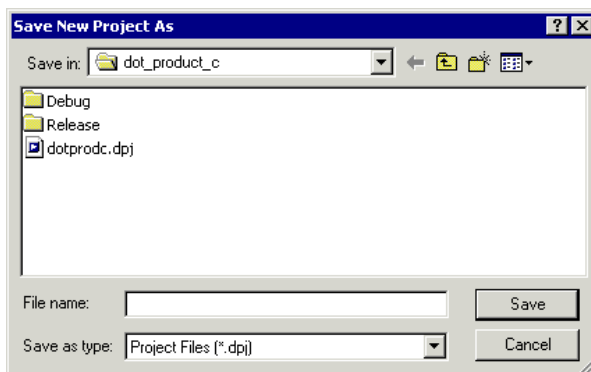 Save New Project As
Save in: dot_product_c
Debug
Release
dotprodc.dpj
File name:
Save
Save as type: Project Files (*.dpj)
Cancel